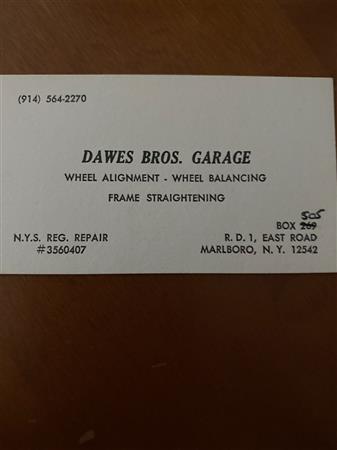 (914) 564-2270
DAWES BROS. GARAGE
WHEEL ALIGNMENT - WHEEL BALANCING
FRAME STRAIGHTENING
505
BOX 269
N.Y.S. REG. REPAIR R. D. 1, EAST ROAD
#3560407 MARLBORO, N. Y. 12542